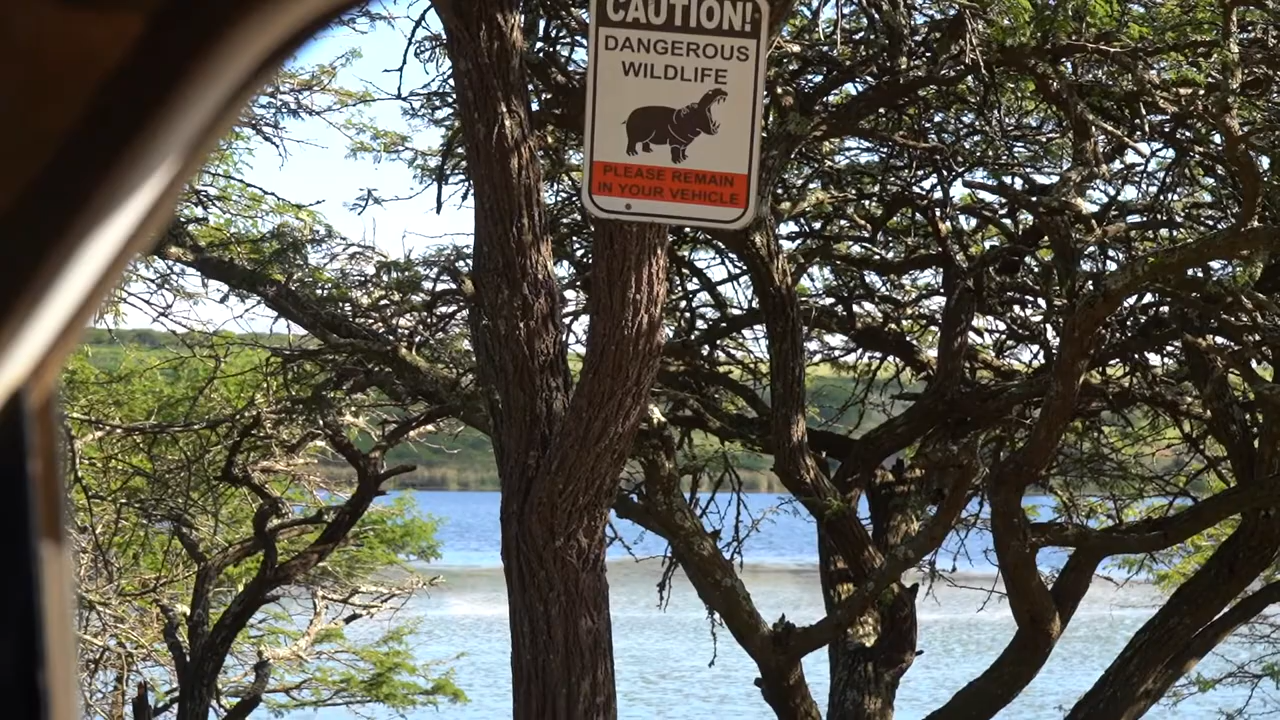 CAUTION!
DANGEROUS
WILDLIFE
PLEASE REMAIN
IN YOUR VEHICLE